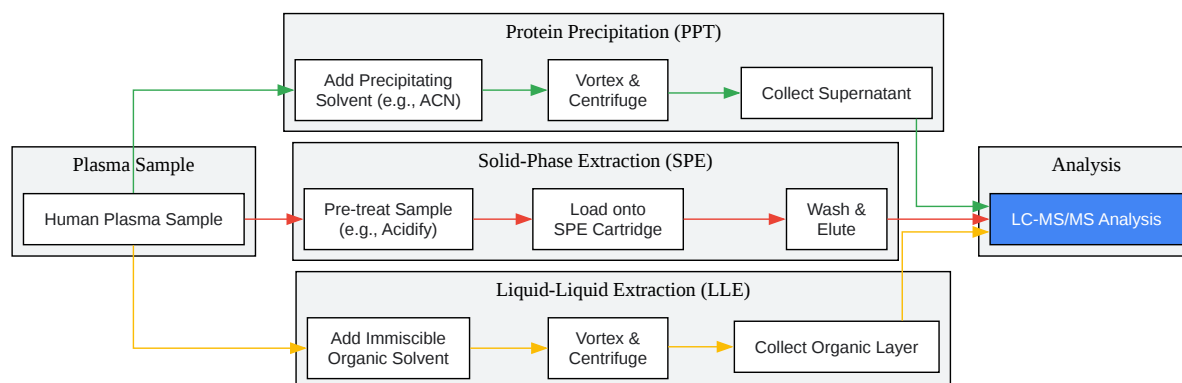 Protein Precipitation (PPT)
Add Precipitating
Solvent (e.g., ACN)
Vortex &
Centrifuge
Collect Supernatant
Plasma Sample
Human Plasma Sample
Solid-Phase Extraction (SPE)
Pre-treat Sample
(e.g., Acidify)
Load onto
SPE Cartridge
Wash &
Elute
Analysis
LC-MS/MS Analysis
Liquid-Liquid Extraction (LLE)
Add Immiscible
Organic Solvent
Vortex &
Centrifuge
Collect Organic Layer